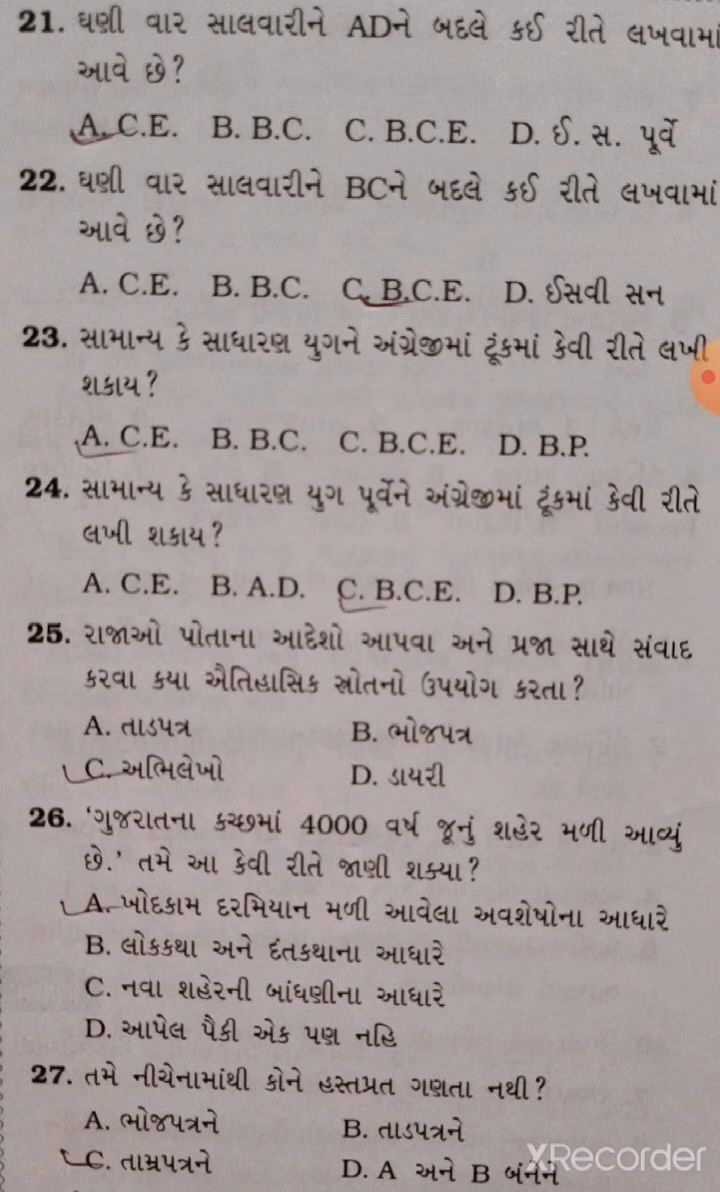 21. ઘણી વાર સાલવારીને ADને બદલે કઈ રીતે લખવામાં
આવે છે?
A. C.E. B. B.C. C. B.C.E. D. ઈ. સ. પૂર્વે
22. ઘણી વાર સાલવારીને BCને બદલે કઈ રીતે લખવામાં
આવે છે?
A. C.E. B. B.C. C. B.C.E. D. ઈસવી સન
23. સામાન્ય કે સાધારણ યુગને અંગ્રેજીમાં ટૂંકમાં કેવી રીતે લખી
શકાય?
A. C.E. B. B.C. C. B.C.E. D. B.P.
24. સામાન્ય કે સાધારણ યુગ પૂર્વેને અંગ્રેજીમાં ટૂંકમાં કેવી રીતે
લખી શકાય?
A. C.E. B. A.D. C. B.C.E. D. B.P.
25. રાજાઓ પોતાના આદેશો આપવા અને પ્રજા સાથે સંવાદ
કરવા કયા ઐતિહાસિક સ્રોતનો ઉપયોગ કરતા?
A. તાડપત્ર B. ભોજપત્ર
C. અભિલેખો D. ડાયરી
26. ‘ગુજરાતના કચ્છમાં 4000 વર્ષ જૂનું શહેર મળી આવ્યું
છે.’ તમે આ કેવી રીતે જાણી શક્યા?
A. ખોદકામ દરમિયાન મળી આવેલા અવશેષોના આધારે
B. લોકકથા અને દંતકથાના આધારે
C. નવા શહેરની બાંધણીના આધારે
D. આપેલ પૈકી એક પણ નહિ
27. તમે નીચેનામાંથી કોને હસ્તપ્રત ગણતા નથી?
A. ભોજપત્રને B. તાડપત્રને
C. તામ્રપત્રને D. A અને B બંનેને
XRecorder